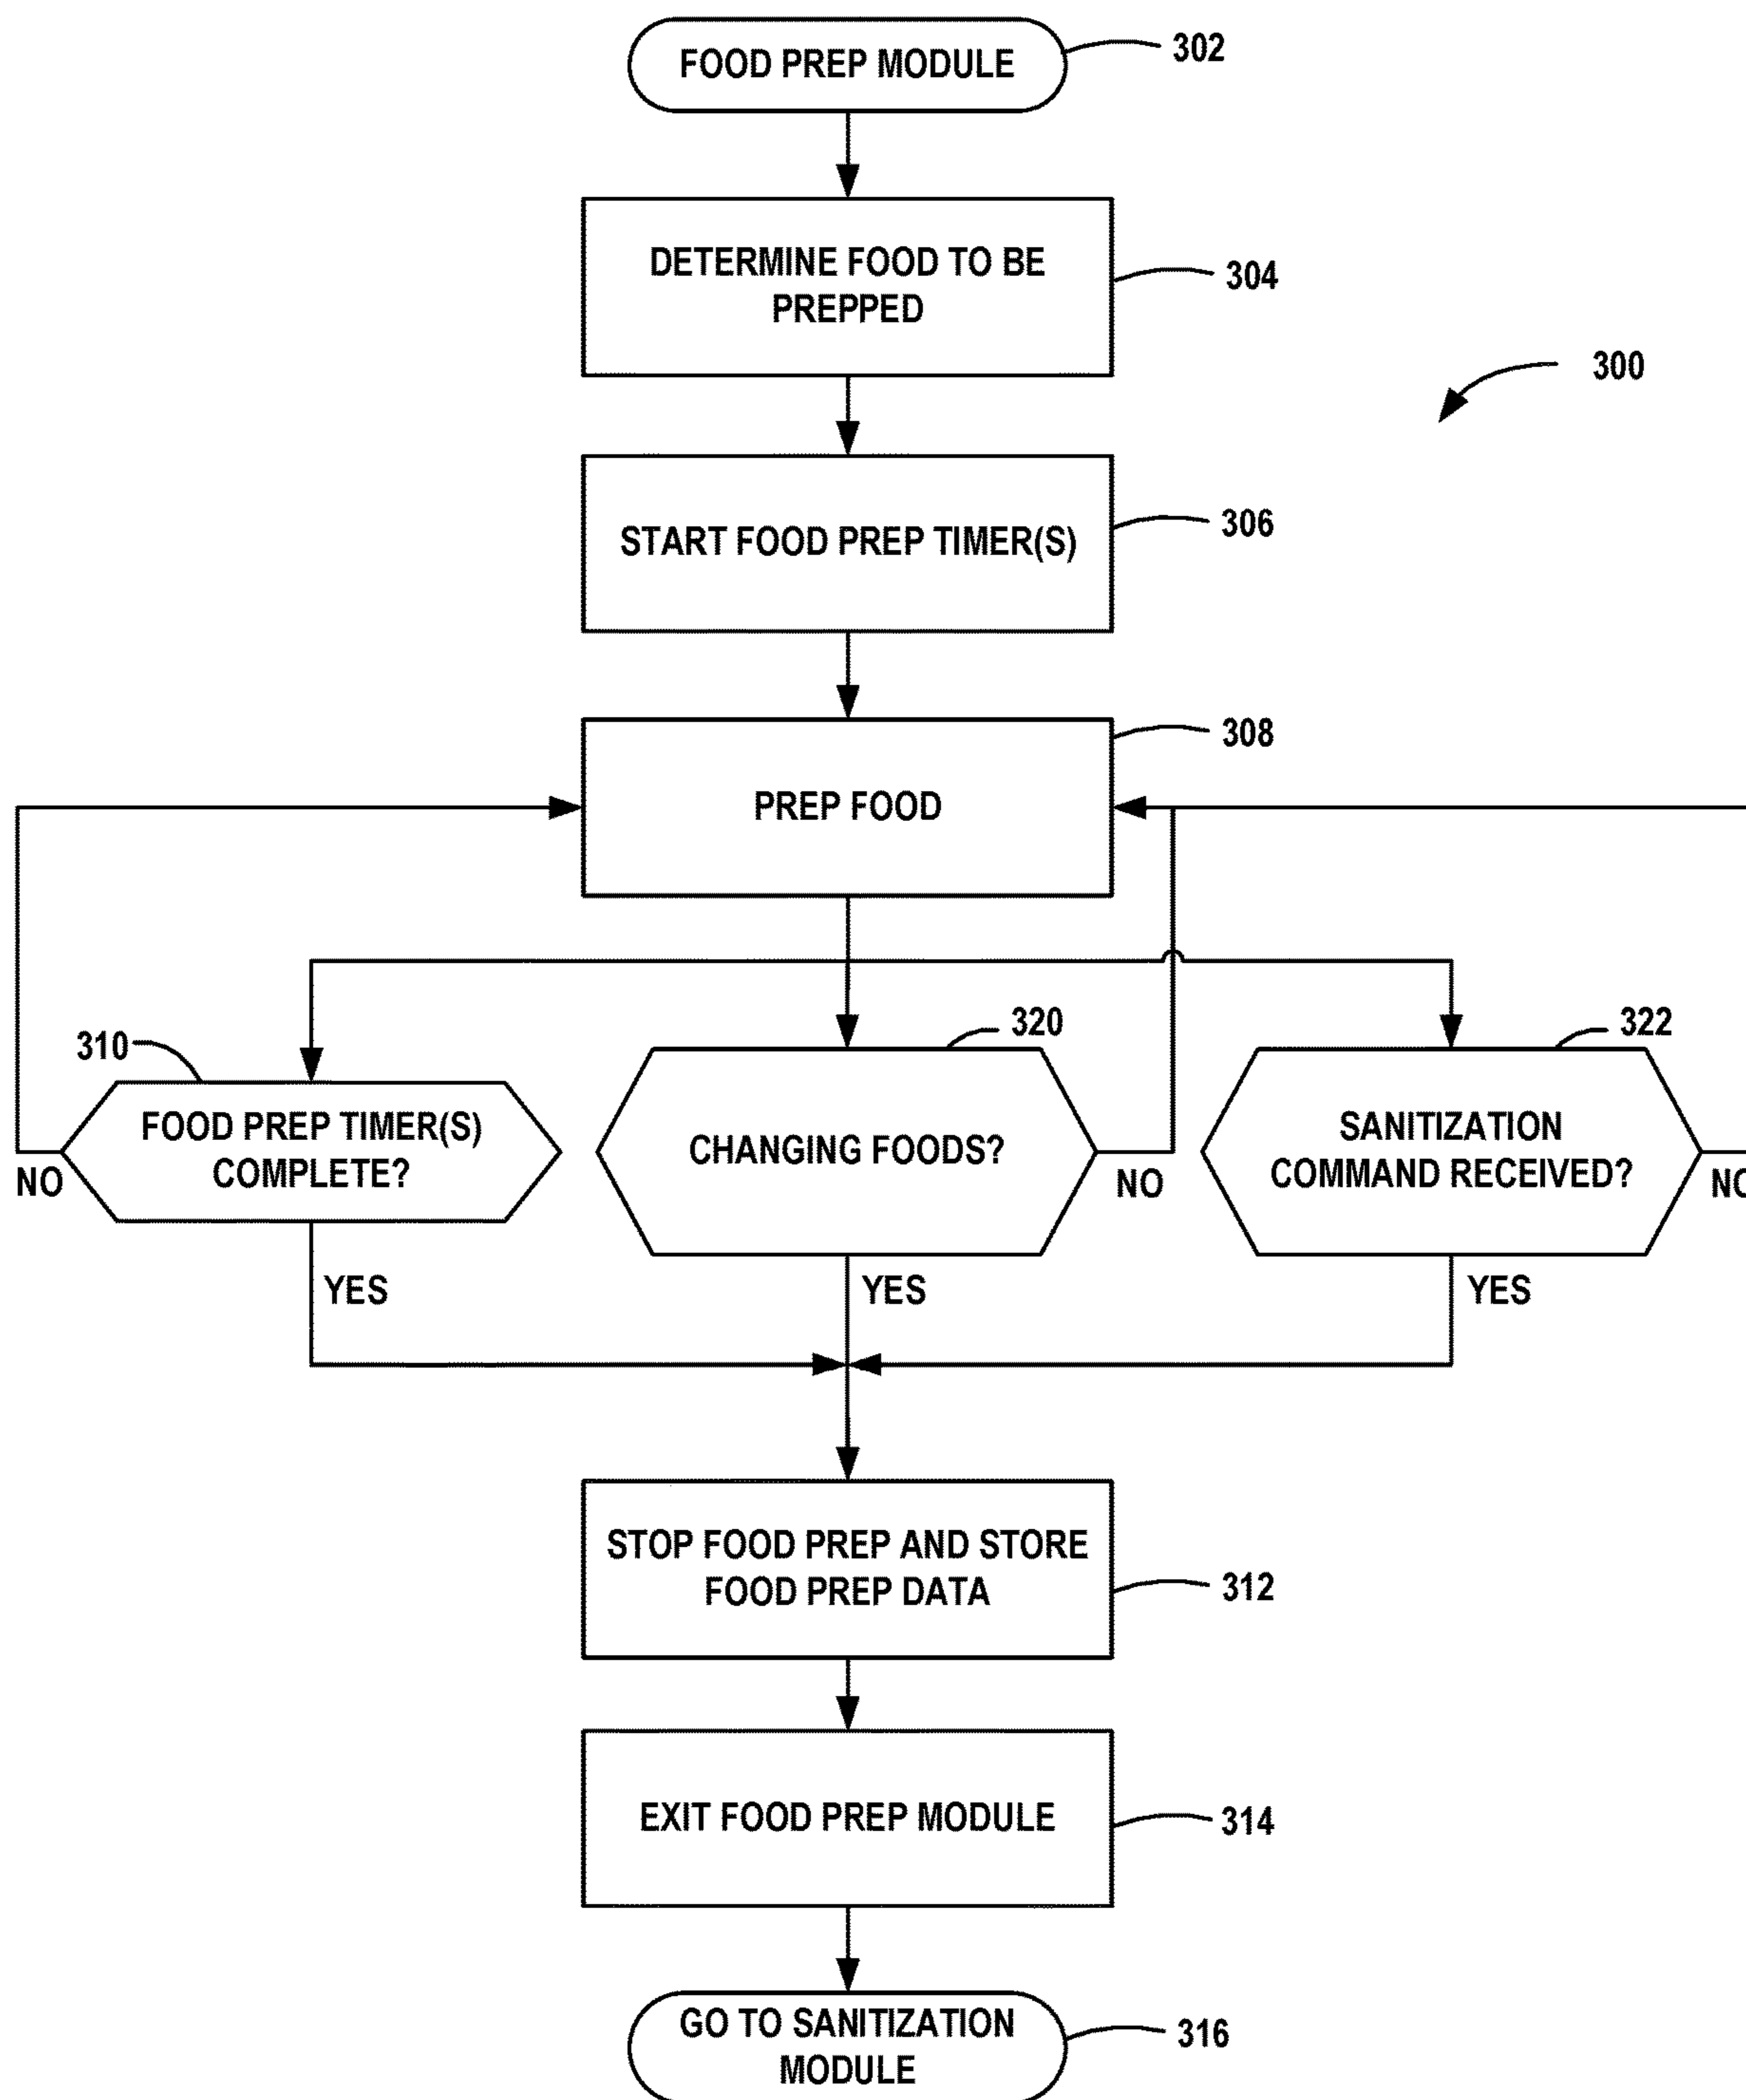 FOOD PREP MODULE
302
DETERMINE FOOD TO BE
PREPPED
304
300
START FOOD PREP TIMER(S)
306
308
PREP FOOD
310
320
322
FOOD PREP TIMER(S)
COMPLETE?
CHANGING FOODS?
SANITIZATION
COMMAND RECEIVED?
NO
NO
NO
YES
YES
YES
STOP FOOD PREP AND STORE
FOOD PREP DATA
312
EXIT FOOD PREP MODULE
314
GO TO SANITIZATION
MODULE
316